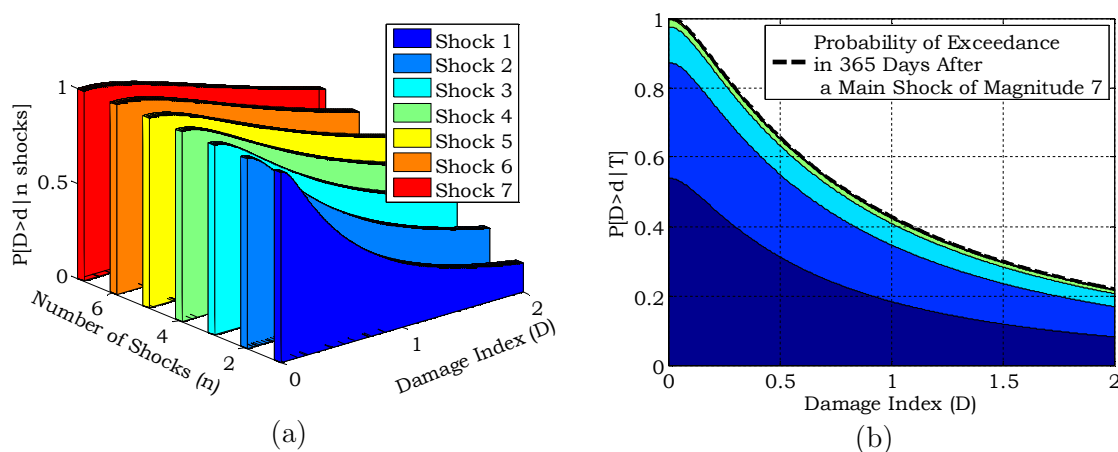 Shock 1
Shock 2
Shock 3
Shock 4
Shock 5
Shock 6
Shock 7
P[D>d | n shocks]
1
0.5
0
6
4
2
Number of Shocks (n)
0
1
2
Damage Index (D)
(a)
Probability of Exceedance
in 365 Days After
a Main Shock of Magnitude 7
P[D>d | T]
1
0.8
0.6
0.4
0.2
0
0
0.5
1
1.5
2
Damage Index (D)
(b)